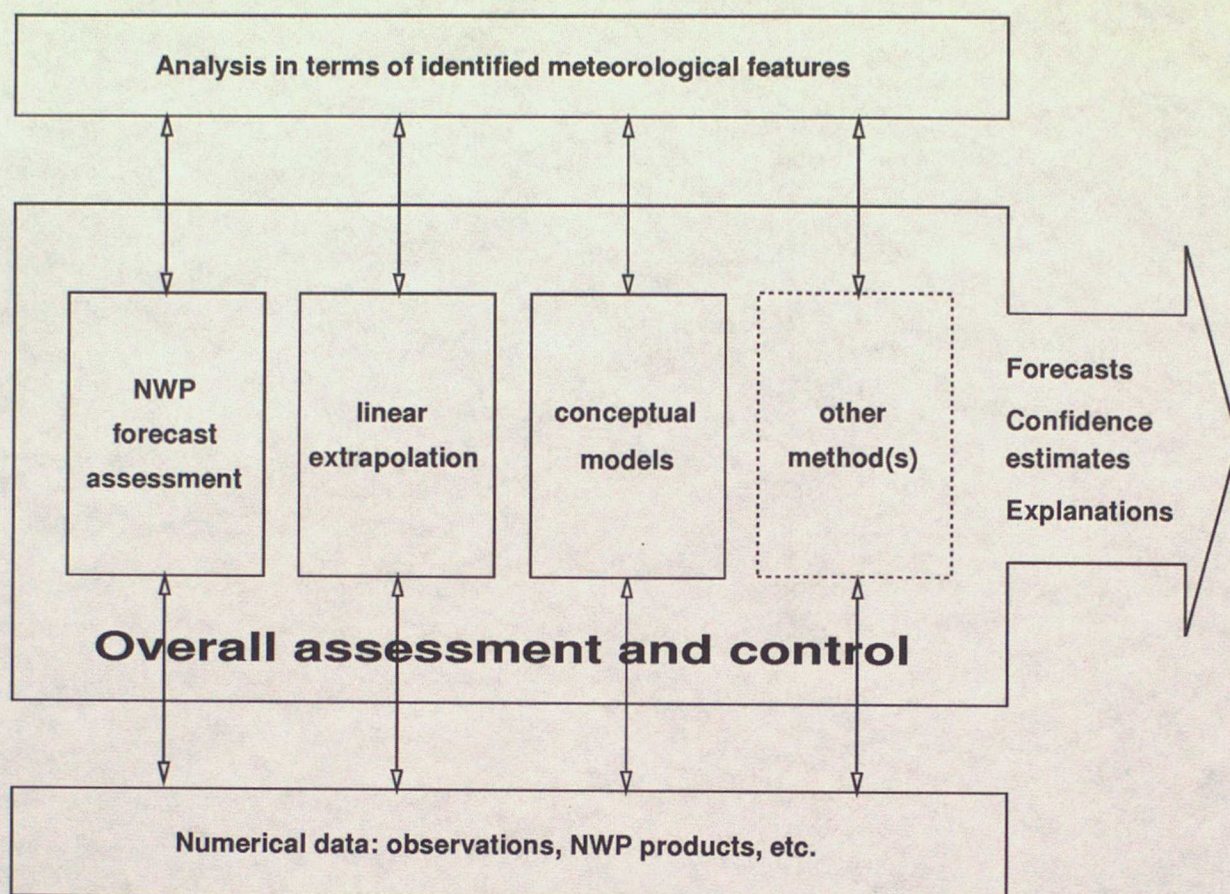 Analysis in terms of identified meteorological features
NWP
forecast
assessment
linear
extrapolation
conceptual
models
other
method(s)
Forecasts
Confidence
estimates
Explanations
Overall assessment and control
Numerical data: observations, NWP products, etc.